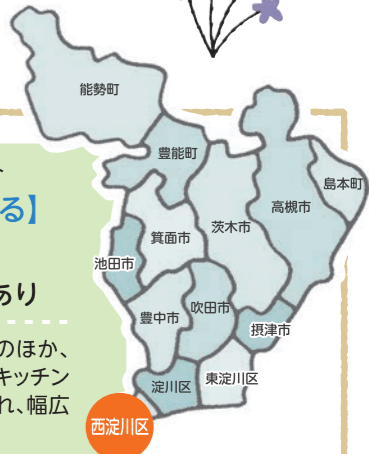 能勢町
豊能町
島本町
高槻市
茨木市
箕面市
池田市
豊中市
吹田市
摂津市
淀川区
東淀川区
西淀川区
る】
あり
のほか、
キッチン
れ、幅広